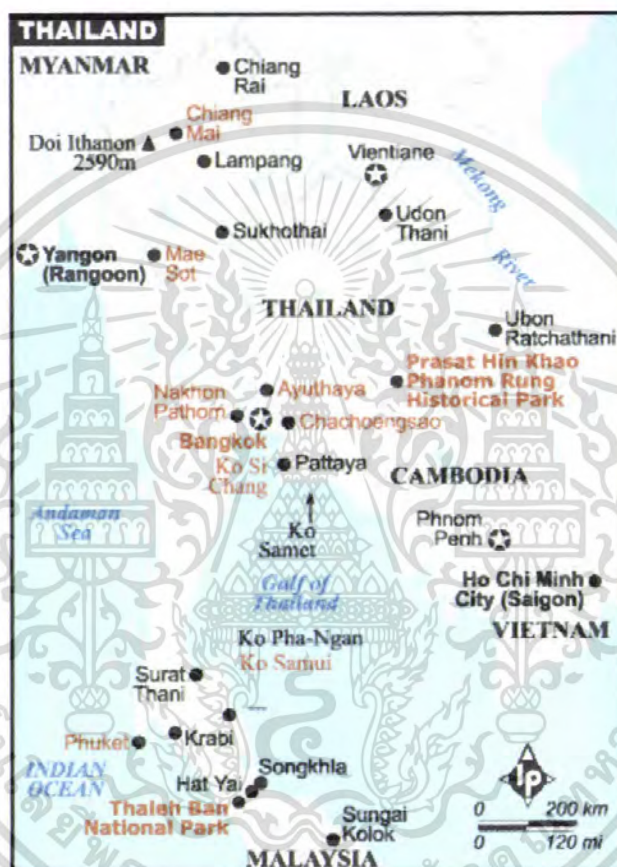 THAILAND
MYANMAR
Chiang
Rai
LAOS
Chiang
Mai
Doi Ithanon
2590m
Lampang
Vientiane
Mekong
River
Udon
Thani
Sukhothai
Yangon
(Rangoon)
Mae
Sot
THAILAND
Ubon
Ratchathani
Prasat Hin Khao
Phanom Rung
Historical Park
Nakhon
Pathom
Ayuthaya
Bangkok
Chachoengsao
Ko Si
Chang
Pattaya
CAMBODIA
Andaman
Sea
Ko
Samet
Phnom
Penh
Gulf of
Thailand
Ho Chi Minh
City (Saigon)
VIETNAM
Ko Pha-Ngan
Ko Samui
Surat
Thani
Phuket
Krabi
INDIAN
OCEAN
Hat Yai
Songkhla
Thaleh Ban
National Park
Sungai
Kolok
MALAYSIA
lp
0 200 km
0 120 mi